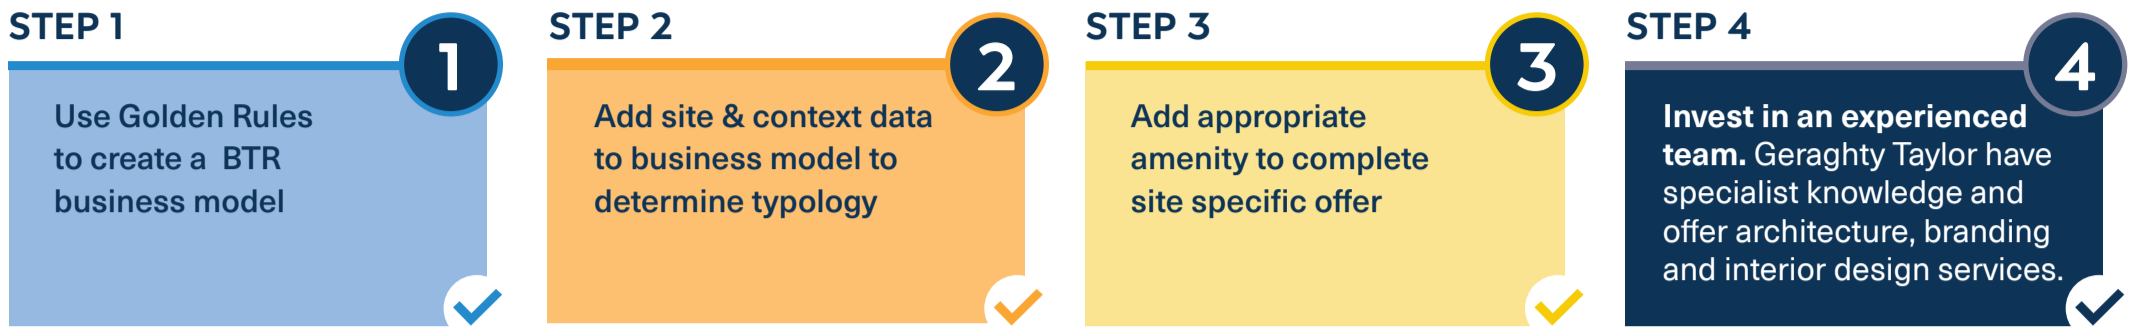 STEP 1
1
Use Golden Rules
to create a BTR
business model
STEP 2
2
Add site & context data
to business model to
determine typology
STEP 3
3
Add appropriate
amenity to complete
site specific offer
STEP 4
4
Invest in an experienced
team. Geraghty Taylor have
specialist knowledge and
offer architecture, branding
and interior design services.